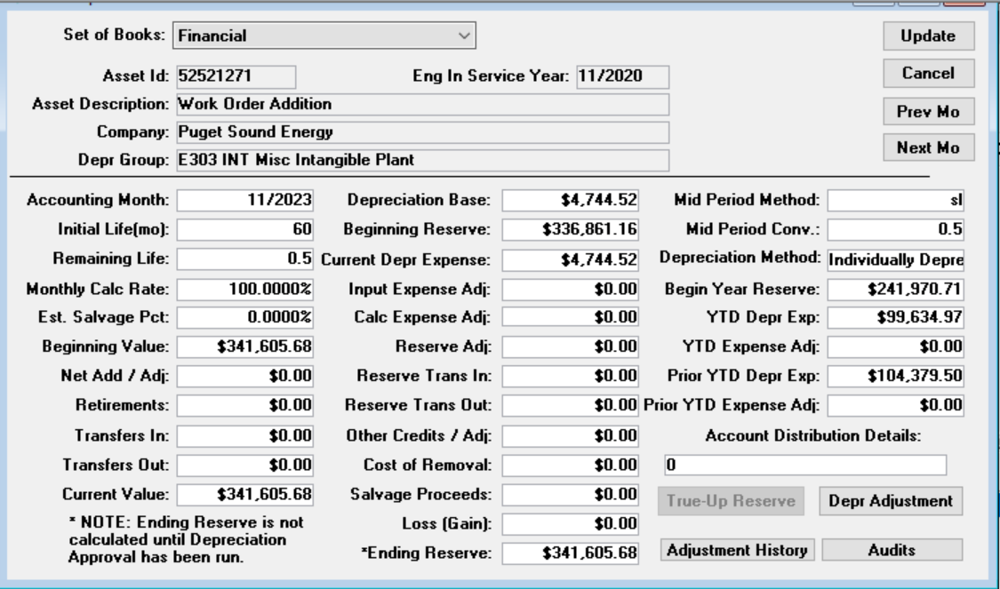 Set of Books: Financial Update
Asset Id: 52521271 Eng In Service Year: 11/2020 Cancel
Asset Description: Work Order Addition
Prev Mo
Company: Puget Sound Energy
Next Mo
Depr Group: E303 INT Misc Intangible Plant
Accounting Month: 11/2023 Depreciation Base: $4,744.52 Mid Period Method: sl
Initial Life(mo): 60 Beginning Reserve: $336,861.16 Mid Period Conv.: 0.5
Remaining Life: 0.5 Current Depr Expense: $4,744.52 Depreciation Method: Individually Depre
Monthly Calc Rate: 100.0000% Input Expense Adj: $0.00 Begin Year Reserve: $241,970.71
Est. Salvage Pct: 0.0000% Calc Expense Adj: $0.00 YTD Depr Exp: $99,634.97
Beginning Value: $341,605.68 Reserve Adj: $0.00 YTD Expense Adj: $0.00
Net Add / Adj: $0.00 Reserve Trans In: $0.00 Prior YTD Depr Exp: $104,379.50
Retirements: $0.00 Reserve Trans Out: $0.00 Prior YTD Expense Adj: $0.00
Transfers In: $0.00 Other Credits / Adj: $0.00 Account Distribution Details:
Transfers Out: $0.00 Cost of Removal: $0.00 0
Current Value: $341,605.68 Salvage Proceeds: $0.00 True-Up Reserve Depr Adjustment
* NOTE: Ending Reserve is not
calculated until Depreciation
Approval has been run.
Loss (Gain): $0.00
*Ending Reserve: $341,605.68 Adjustment History Audits